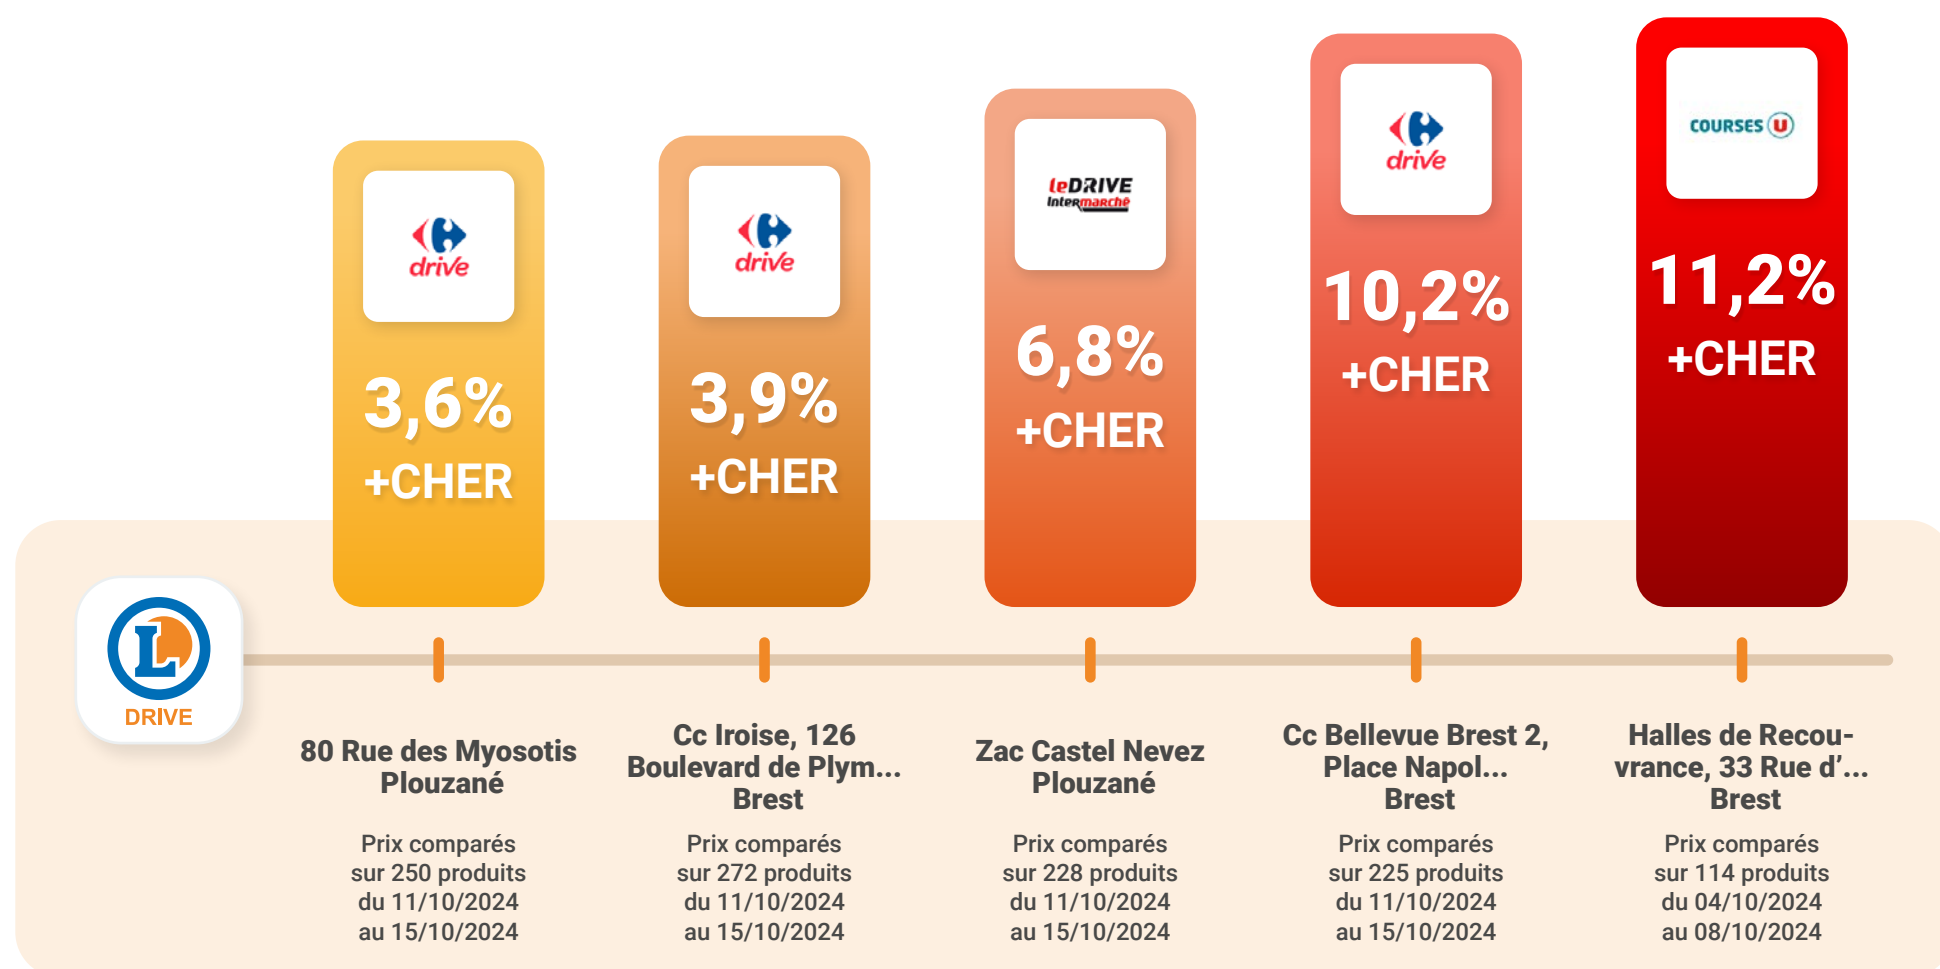 drive
3,6%
+CHER
drive
3,9%
+CHER
leDRIVE
Intermarché
6,8%
+CHER
drive
10,2%
+CHER
COURSES U
11,2%
+CHER
L
DRIVE
80 Rue des Myosotis
Plouzané
Prix comparés
sur 250 produits
du 11/10/2024
au 15/10/2024
Cc Iroise, 126
Boulevard de Plym...
Brest
Prix comparés
sur 272 produits
du 11/10/2024
au 15/10/2024
Zac Castel Nevez
Plouzané
Prix comparés
sur 228 produits
du 11/10/2024
au 15/10/2024
Cc Bellevue Brest 2,
Place Napol...
Brest
Prix comparés
sur 225 produits
du 11/10/2024
au 15/10/2024
Halles de Recou-
vrance, 33 Rue d’...
Brest
Prix comparés
sur 114 produits
du 04/10/2024
au 08/10/2024